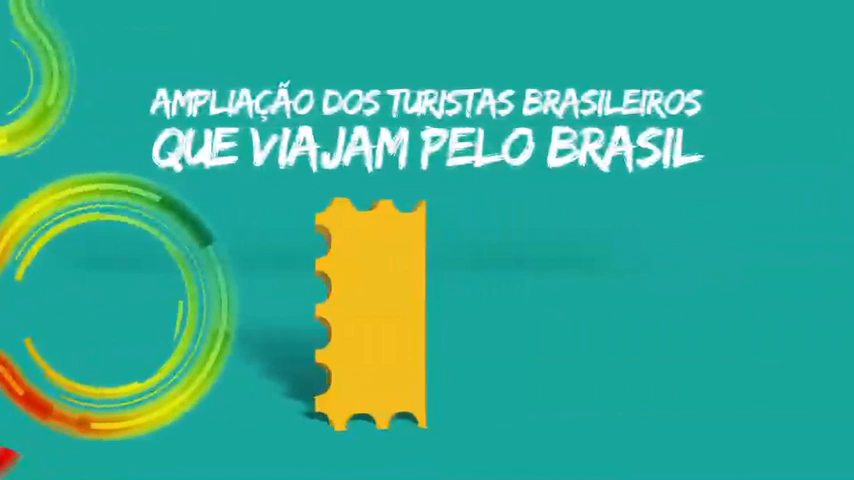 AMPLIAÇÃO DOS TURISTAS BRASILEIROS
QUE VIAJAM PELO BRASIL